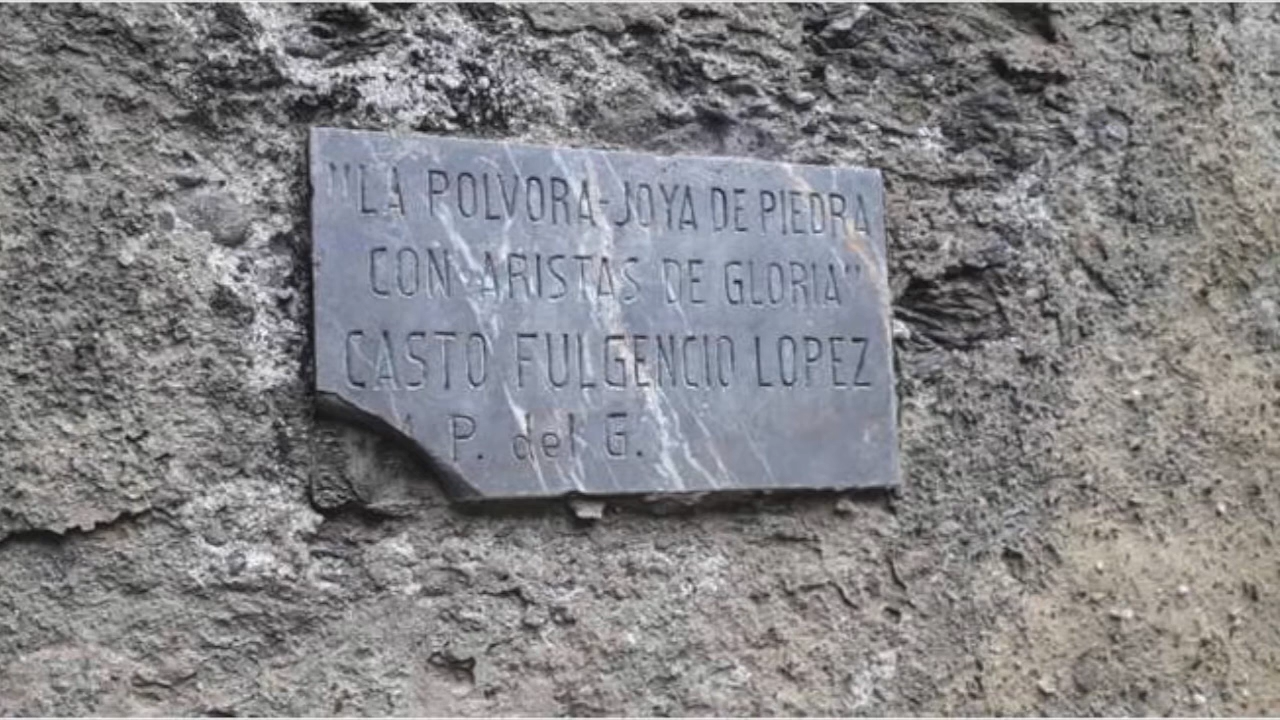 "LA POLVORA-JOYA DE PIEDRA
CON ARISTAS DE GLORIA"
CASTO FULGENCIO LOPEZ
P. del G.